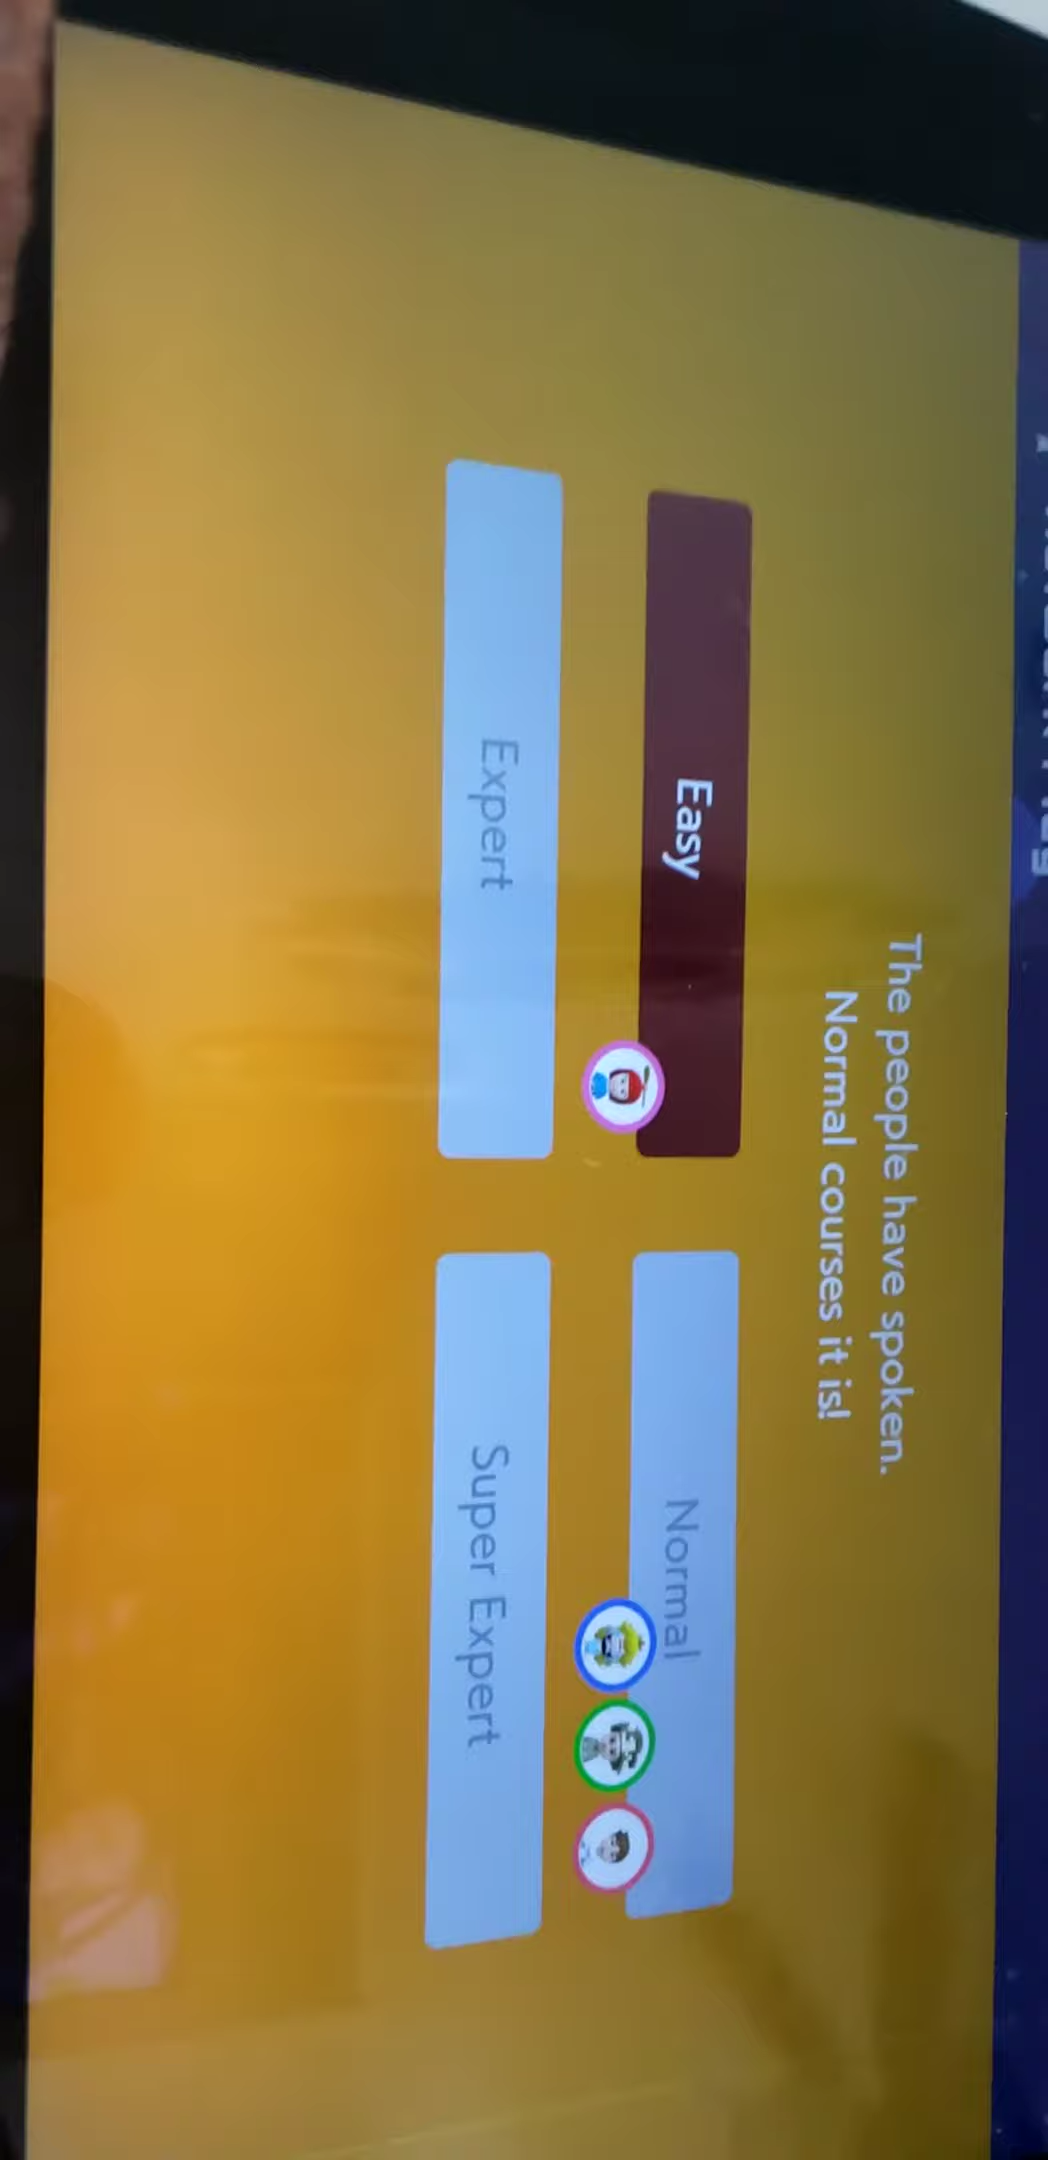 The people have spoken.
Normal courses it is!
Easy
Normal
Expert
Super Expert